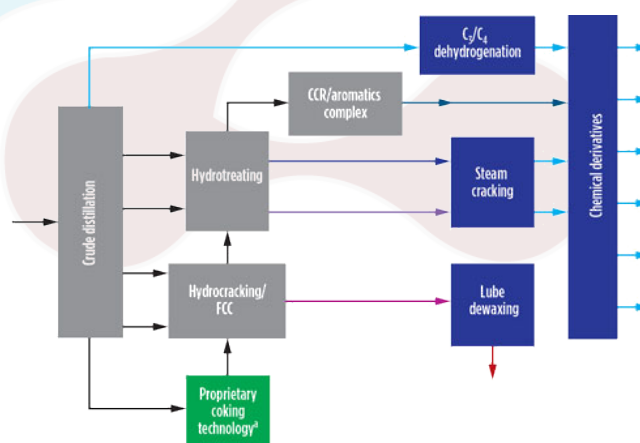 C₃/C₄
dehydrogenation
CCR/aromatics
complex
Crude distillation
Hydrotreating
Steam
cracking
Chemical derivatives
Hydrocracking/
FCC
Lube
dewaxing
Proprietary
coking
technologyᵃ